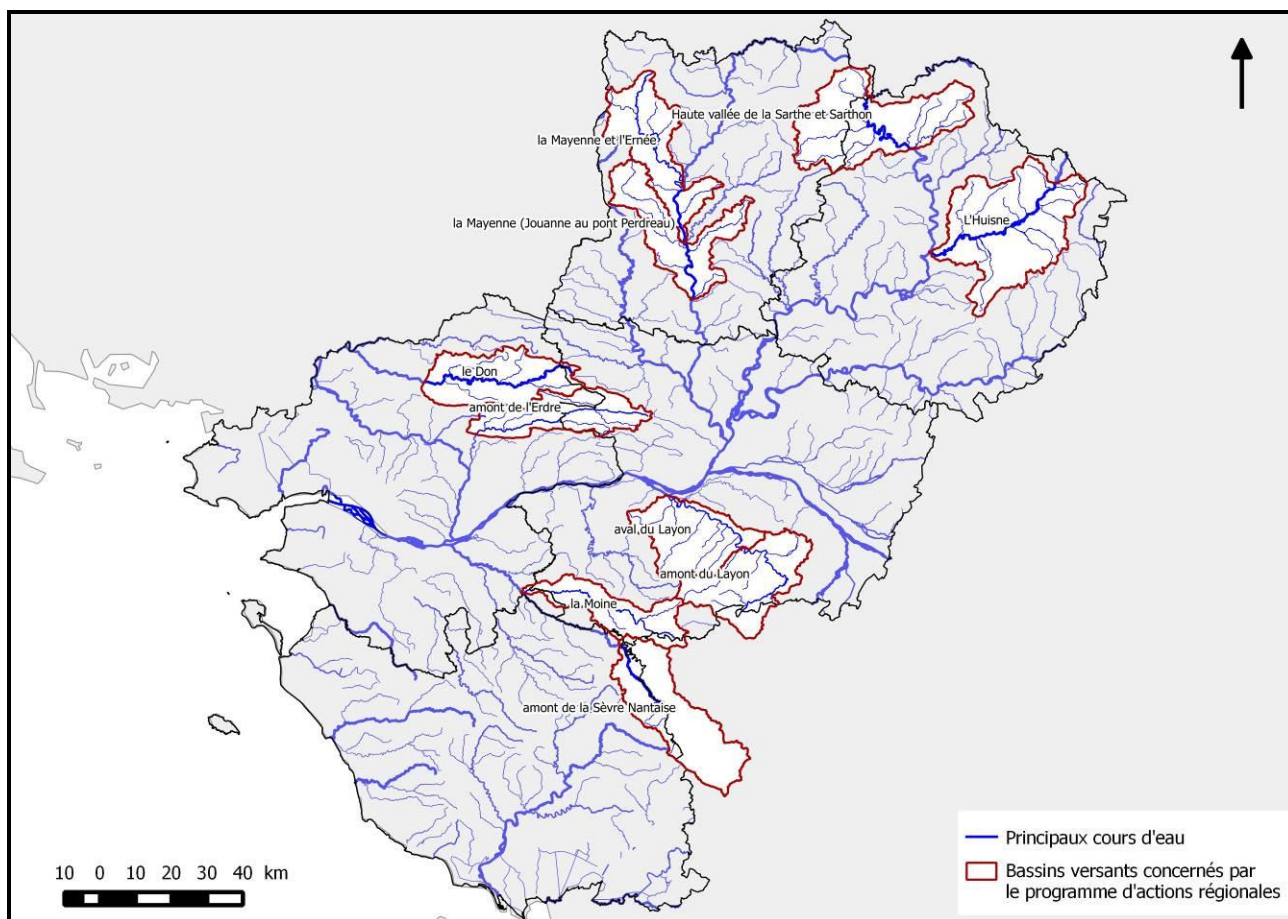 Haute vallée de la Sarthe et Sarthon
la Mayenne et l'Ernée
L'Huisne
la Mayenne (Jouanne au pont Perdreau)
le Don
amont de l'Erdre
aval du Layon
amont du Layon
la Moine
amont de la Sèvre Nantaise
Principaux cours d'eau
Bassins versants concernés par
le programme d'actions régionales
10 0 10 20 30 40 km